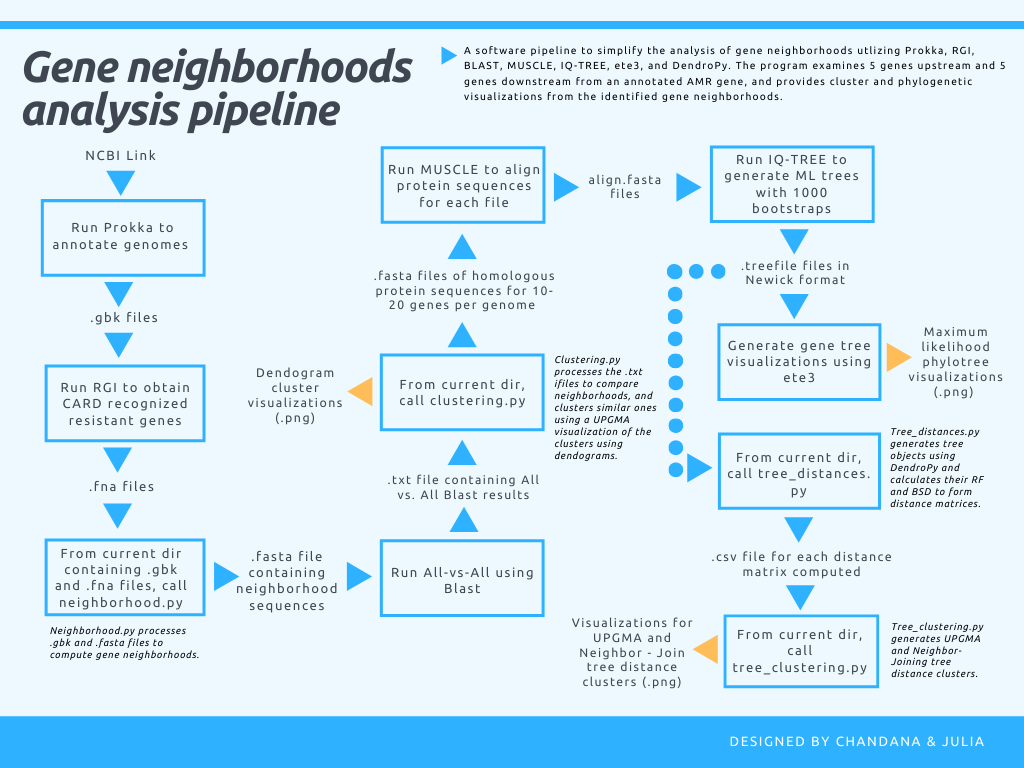 Gene neighborhoods
analysis pipeline
A software pipeline to simplify the analysis of gene neighborhoods utlizing Prokka, RGI,
BLAST, MUSCLE, IQ-TREE, ete3, and DendroPy. The program examines 5 genes upstream and 5
genes downstream from an annotated AMR gene, and provides cluster and phylogenetic
visualizations from the identified gene neighborhoods.
NCBI Link
Run Prokka to
annotate genomes
.gbk files
Run RGI to obtain
CARD recognized
resistant genes
.fna files
From current dir
containing .gbk
and .fna files, call
neighborhood.py
Neighborhood.py processes
.gbk and .fasta files to
compute gene neighborhoods.
.fasta file
containing
neighborhood
sequences
Run All-vs-All using
Blast
.txt file containing All
vs. All Blast results
From current dir,
call clustering.py
Clustering.py
processes the .txt
ifiles to compare
neighborhoods, and
clusters similar ones
using a UPGMA
visualization of the
clusters using
dendograms.
Dendogram
cluster
visualizations
(.png)
.fasta files of homologous
protein sequences for 10-
20 genes per genome
Run MUSCLE to align
protein sequences
for each file
align.fasta
files
Run IQ-TREE to
generate ML trees
with 1000
bootstraps
.treefile files in
Newick format
Generate gene tree
visualizations using
ete3
Maximum
likelihood
phylotree
visualizations
(.png)
From current dir,
call tree_distances.
py
Tree_distances.py
generates tree
objects using
DendroPy and
calculates their RF
and BSD to form
distance matrices.
.csv file for each distance
matrix computed
From current dir,
call
tree_clustering.py
Tree_clustering.py
generates UPGMA
and Neighbor-
Joining tree
distance clusters.
Visualizations for
UPGMA and
Neighbor - Join
tree distance
clusters (.png)
DESIGNED BY CHANDANA & JULIA